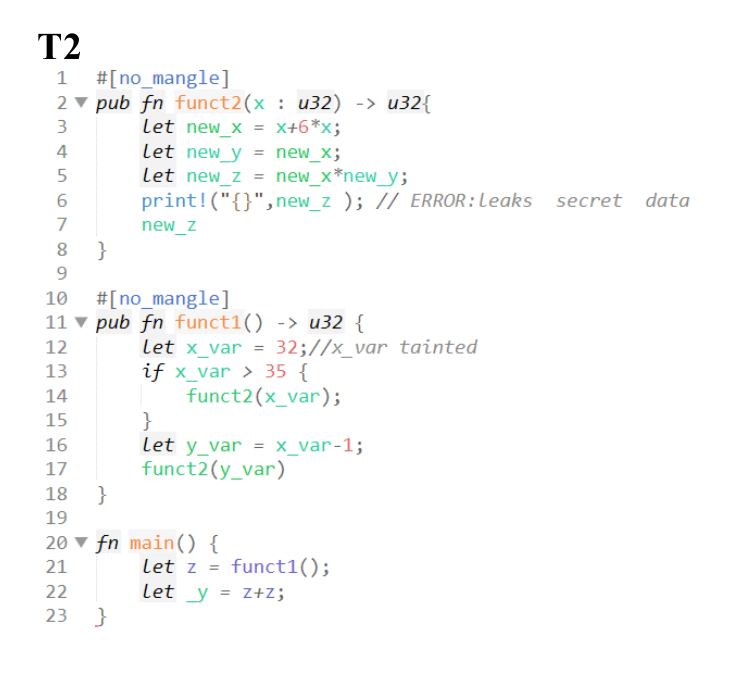 T2
1 #[no_mangle]
2 pub fn funct2(x : u32) -> u32{
3 let new_x = x+6*x;
4 let new_y = new_x;
5 let new_z = new_x*new_y;
6 print!("{}",new_z ); // ERROR:leaks secret data
7 new_z
8 }
9
10 #[no_mangle]
11 pub fn funct1() -> u32 {
12 let x_var = 32;//x_var tainted
13 if x_var > 35 {
14 funct2(x_var);
15 }
16 let y_var = x_var-1;
17 funct2(y_var)
18 }
19
20 fn main() {
21 let z = funct1();
22 let _y = z+z;
23 }